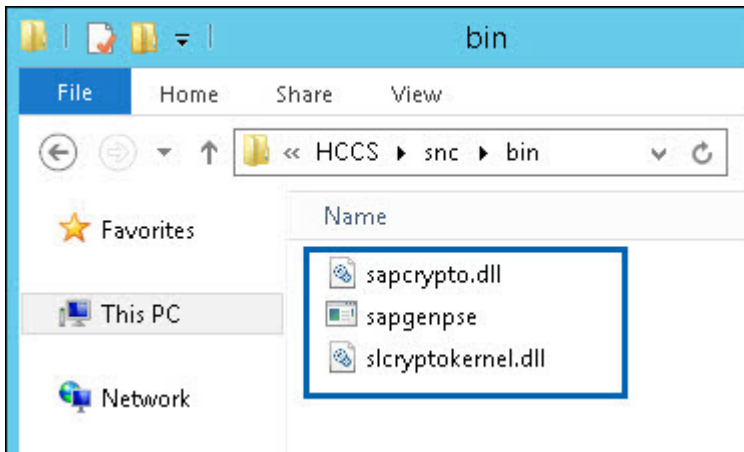 bin
File Home Share View
« HCCS snc bin
Favorites
Name
sapcrypto.dll
This PC
sapgenpse
slcryptokernel.dll
Network